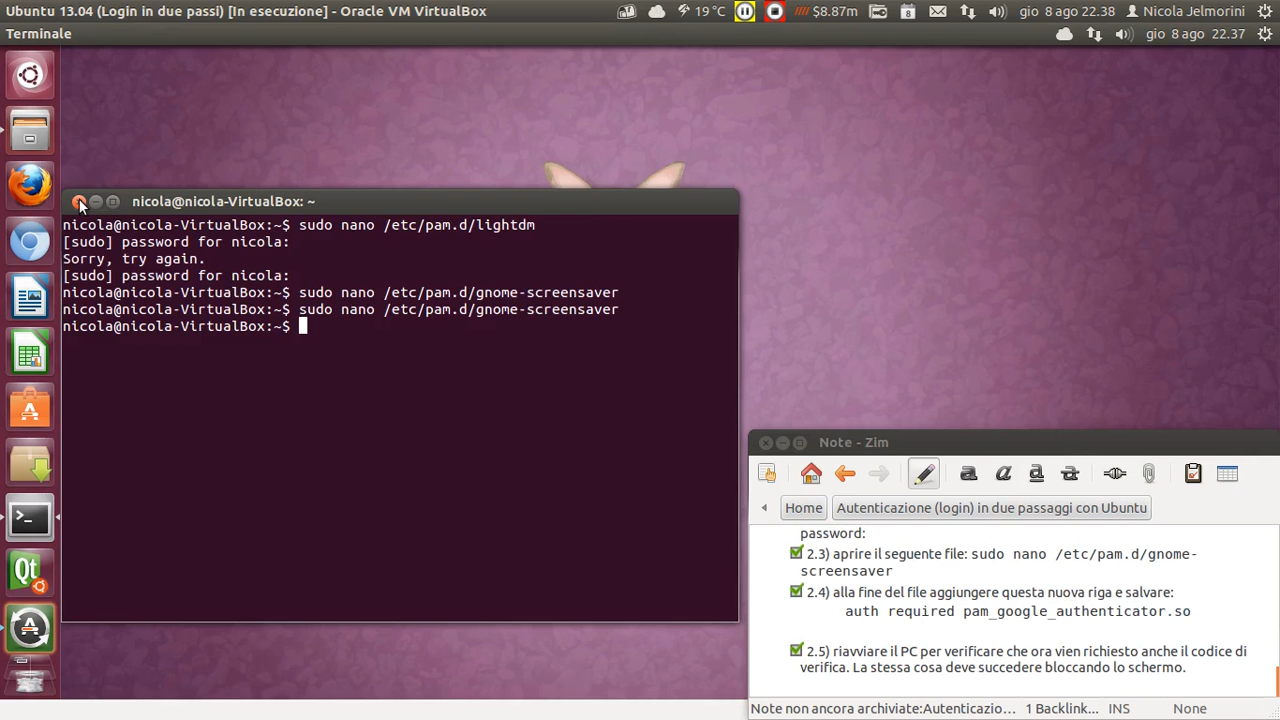 Ubuntu 13.04 (Login in due passi) [In esecuzione] - Oracle VM VirtualBox
19 °C
$8.87m
8
gio 8 ago 22.38
Nicola Jelmorini
Terminale
gio 8 ago 22.37
nicola@nicola-VirtualBox: ~
nicola@nicola-VirtualBox:~$ sudo nano /etc/pam.d/lightdm
[sudo] password for nicola:
Sorry, try again.
[sudo] password for nicola:
nicola@nicola-VirtualBox:~$ sudo nano /etc/pam.d/gnome-screensaver
nicola@nicola-VirtualBox:~$ sudo nano /etc/pam.d/gnome-screensaver
nicola@nicola-VirtualBox:~$
Qt
Note - Zim
a a a a
Home
Autenticazione (login) in due passaggi con Ubuntu
password:
2.3) aprire il seguente file: sudo nano /etc/pam.d/gnome-
screensaver
2.4) alla fine del file aggiungere questa nuova riga e salvare:
auth required pam_google_authenticator.so
2.5) riavviare il PC per verificare che ora vien richiesto anche il codice di
verifica. La stessa cosa deve succedere bloccando lo schermo.
Note non ancora archiviate:Autenticazio... 1 Backlink... INS None